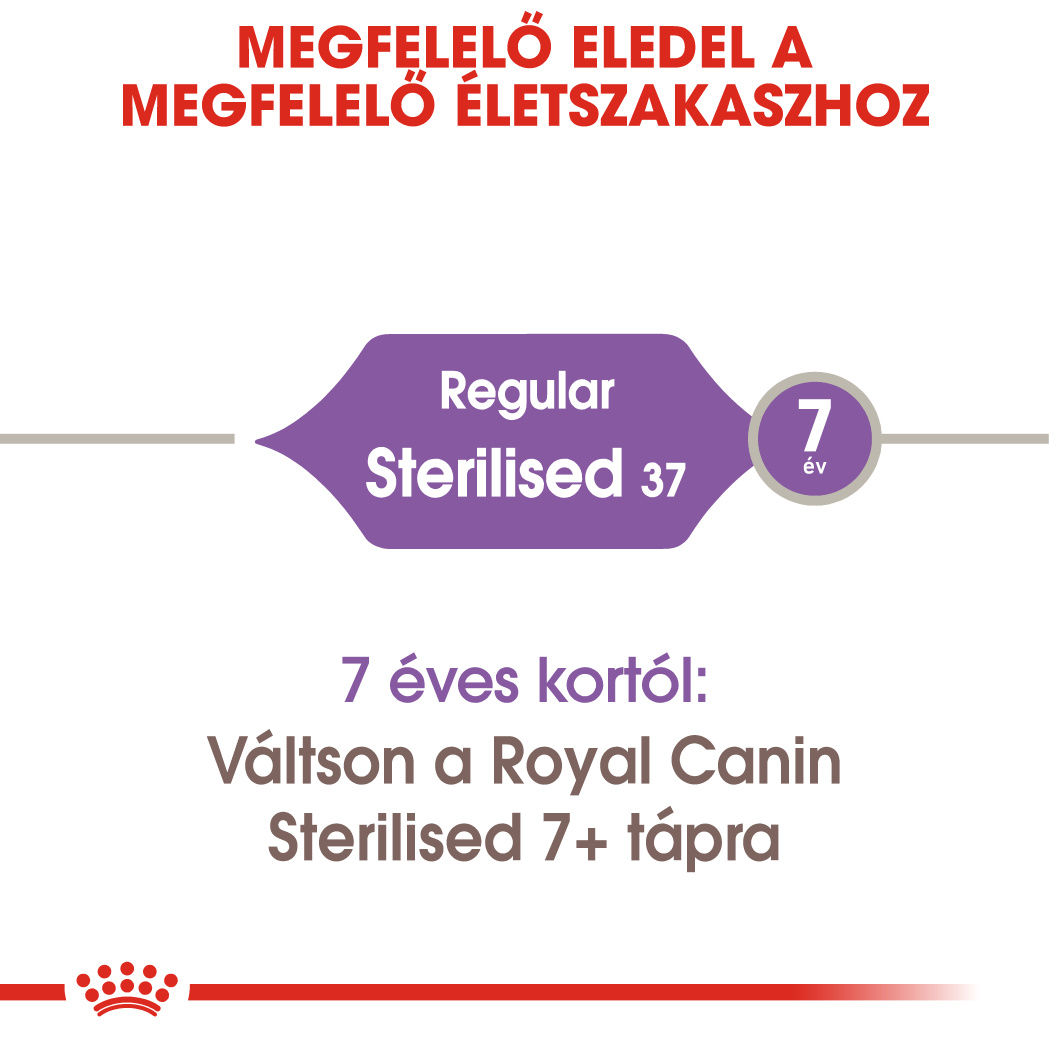 MEGFELELŐ ELEDEL A
MEGFELELŐ ÉLETSZAKASZHOZ
Regular
Sterilised 37
7
év
7 éves kortól:
Váltson a Royal Canin
Sterilised 7+ tápra